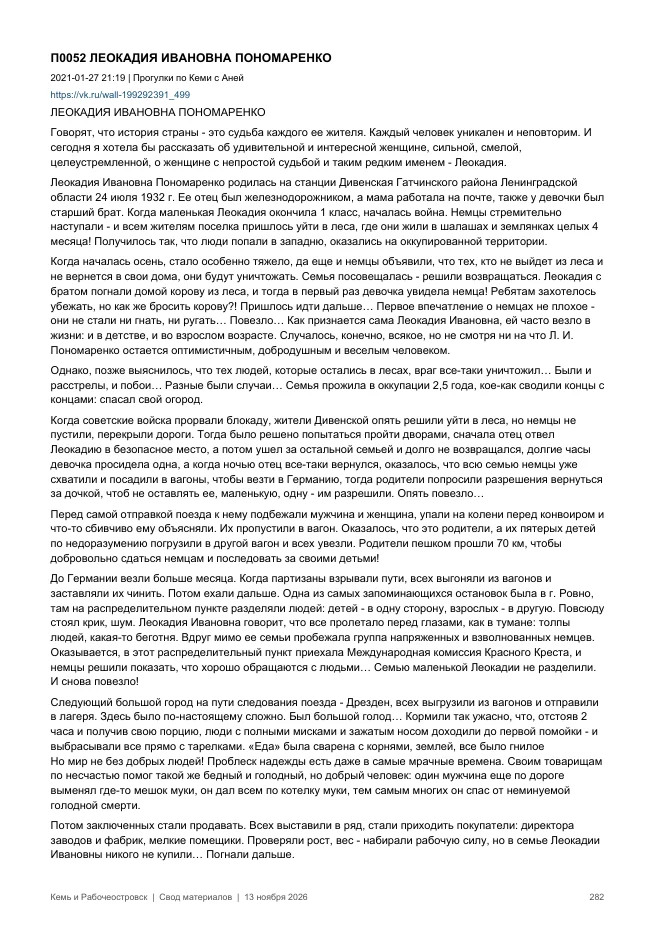 П0052 ЛЕОКАДИЯ ИВАНОВНА ПОНОМАРЕНКО
2021-01-27 21:19 | Прогулки по Кеми с Аней
https://vk.ru/wall-199292391_499
ЛЕОКАДИЯ ИВАНОВНА ПОНОМАРЕНКО
Говорят, что история страны - это судьба каждого ее жителя. Каждый человек уникален и неповторим. И
сегодня я хотела бы рассказать об удивительной и интересной женщине, сильной, смелой,
целеустремленной, о женщине с непростой судьбой и таким редким именем - Леокадия.
Леокадия Ивановна Пономаренко родилась на станции Дивенская Гатчинского района Ленинградской
области 24 июля 1932 г. Ее отец был железнодорожником, а мама работала на почте, также у девочки был
старший брат. Когда маленькая Леокадия окончила 1 класс, началась война. Немцы стремительно
наступали - и всем жителям поселка пришлось уйти в леса, где они жили в шалашах и землянках целых 4
месяца! Получилось так, что люди попали в западню, оказались на оккупированной территории.
Когда началась осень, стало особенно тяжело, да еще и немцы объявили, что тех, кто не выйдет из леса и
не вернется в свои дома, они будут уничтожать. Семья посовещалась - решили возвращаться. Леокадия с
братом погнали домой корову из леса, и тогда в первый раз девочка увидела немца! Ребятам захотелось
убежать, но как же бросить корову?! Пришлось идти дальше… Первое впечатление о немцах не плохое -
они не стали ни гнать, ни ругать… Повезло… Как признается сама Леокадия Ивановна, ей часто везло в
жизни: и в детстве, и во взрослом возрасте. Случалось, конечно, всякое, но не смотря ни на что Л. И.
Пономаренко остается оптимистичным, добродушным и веселым человеком.
Однако, позже выяснилось, что тех людей, которые остались в лесах, враг все-таки уничтожил… Были и
расстрелы, и побои… Разные были случаи… Семья прожила в оккупации 2,5 года, кое-как сводили концы с
концами: спасал свой огород.
Когда советские войска прорвали блокаду, жители Дивенской опять решили уйти в леса, но немцы не
пустили, перекрыли дороги. Тогда было решено попытаться пройти дворами, сначала отец отвел
Леокадию в безопасное место, а потом ушел за остальной семьей и долго не возвращался, долгие часы
девочка просидела одна, а когда ночью отец все-таки вернулся, оказалось, что всю семью немцы уже
схватили и посадили в вагоны, чтобы везти в Германию, тогда родители попросили разрешения вернуться
за дочкой, чтоб не оставлять ее, маленькую, одну - им разрешили. Опять повезло…
Перед самой отправкой поезда к нему подбежали мужчина и женщина, упали на колени перед конвоиром и
что-то сбивчиво ему объясняли. Их пропустили в вагон. Оказалось, что это родители, а их пятерых детей
по недоразумению погрузили в другой вагон и всех увезли. Родители пешком прошли 70 км, чтобы
добровольно сдаться немцам и последовать за своими детьми!
До Германии везли больше месяца. Когда партизаны взрывали пути, всех выгоняли из вагонов и
заставляли их чинить. Потом ехали дальше. Одна из самых запоминающихся остановок была в г. Ровно,
там на распределительном пункте разделяли людей: детей - в одну сторону, взрослых - в другую. Повсюду
стоял крик, шум. Леокадия Ивановна говорит, что все пролетало перед глазами, как в тумане: толпы
людей, какая-то беготня. Вдруг мимо ее семьи пробежала группа напряженных и взволнованных немцев.
Оказывается, в этот распределительный пункт приехала Международная комиссия Красного Креста, и
немцы решили показать, что хорошо обращаются с людьми… Семью маленькой Леокадии не разделили.
И снова повезло!
Следующий большой город на пути следования поезда - Дрезден, всех выгрузили из вагонов и отправили
в лагеря. Здесь было по-настоящему сложно. Был большой голод… Кормили так ужасно, что, отстояв 2
часа и получив свою порцию, люди с полными мисками и зажатым носом доходили до первой помойки - и
выбрасывали все прямо с тарелками. «Еда» была сварена с корнями, землей, все было гнилое
Но мир не без добрых людей! Проблеск надежды есть даже в самые мрачные времена. Своим товарищам
по несчастью помог такой же бедный и голодный, но добрый человек: один мужчина еще по дороге
выменял где-то мешок муки, он дал всем по котелку муки, тем самым многих он спас от неминуемой
голодной смерти.
Потом заключенных стали продавать. Всех выставили в ряд, стали приходить покупатели: директора
заводов и фабрик, мелкие помещики. Проверяли рост, вес - набирали рабочую силу, но в семье Леокадии
Ивановны никого не купили… Погнали дальше.
Кемь и Рабочеостровск | Свод материалов | 13 ноября 2026
282